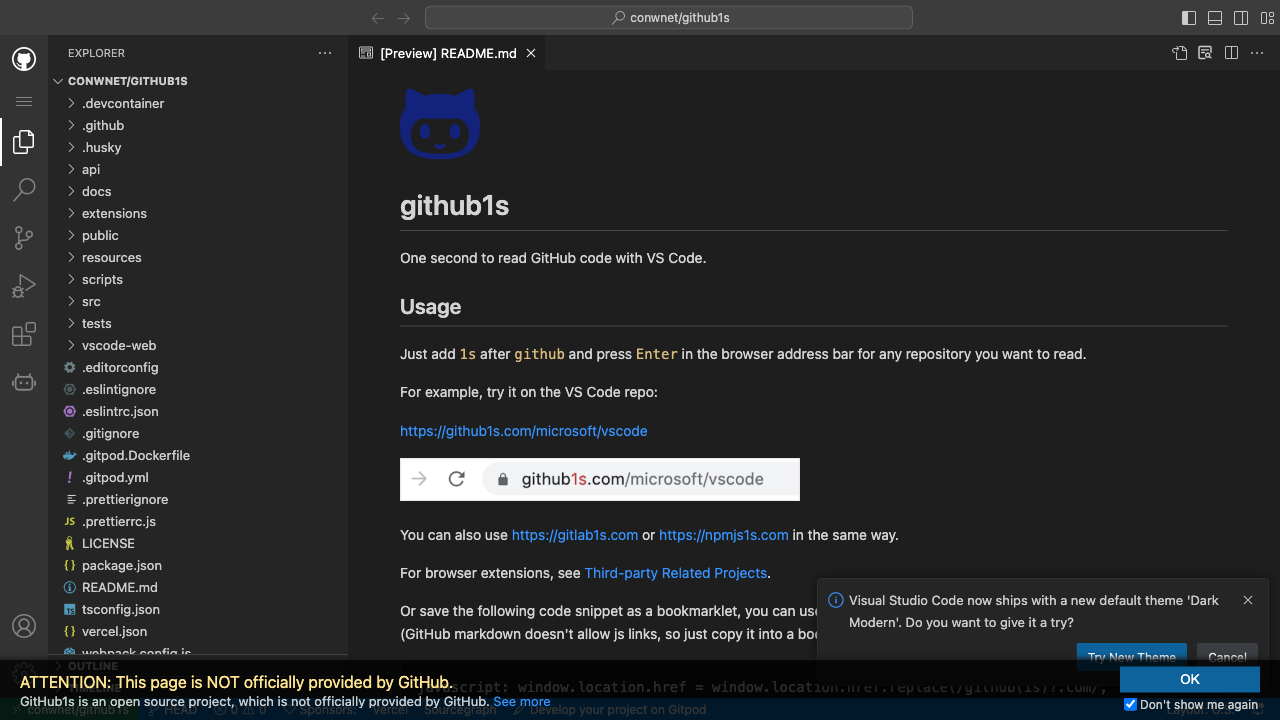 conwnet/github1s
EXPLORER
CONWNET/GITHUB1S
.devcontainer
.github
.husky
api
docs
extensions
public
resources
scripts
src
tests
vscode-web
.editorconfig
.eslintignore
.eslintrc.json
.gitignore
.gitpod.Dockerfile
.gitpod.yml
.prettierignore
.prettierrc.js
LICENSE
package.json
README.md
tsconfig.json
vercel.json
webpack.config.js
OUTLINE
TIMELINE
[Preview] README.md
github1s
One second to read GitHub code with VS Code.
Usage
Just add 1s after github and press Enter in the browser address bar for any repository you want to read.
For example, try it on the VS Code repo:
https://github1s.com/microsoft/vscode
github1s.com/microsoft/vscode
You can also use https://gitlab1s.com or https://npmjs1s.com in the same way.
For browser extensions, see Third-party Related Projects.
Or save the following code snippet as a bookmarklet, you can use
(GitHub markdown doesn't allow js links, so just copy it into a boo
javascript: window.location.href = window.location.href.replace(/github(1s)?.com/,
Visual Studio Code now ships with a new default theme 'Dark
Modern'. Do you want to give it a try?
Try New Theme
Cancel
ATTENTION: This page is NOT officially provided by GitHub.
GitHub1s is an open source project, which is not officially provided by GitHub. See more
OK
Don't show me again
conwnet/github1s
HEAD
0
0
Sponsors
Vercel
Sourcegraph
Develop your project on Gitpod